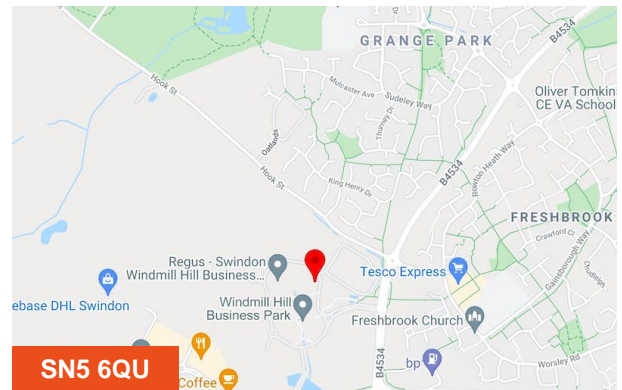 GRANGE PARK
B4534
Oliver Tomkins
CE VA School
Mulcaster Ave
Sudeley Way
Hook St
Thurney Dr
Oatlands
B4534
Rowton Heath Way
King Henry Dr
Hook St
FRESHBROOK
Crawford Cl
Gainsborough Way
Chudleigh
Regus - Swindon
Windmill Hill Business...
Tesco Express
ebase DHL Swindon
Windmill Hill
Business Park
Freshbrook Church
B4534
bp
Worsley Rd
SN5 6QU
Coffee